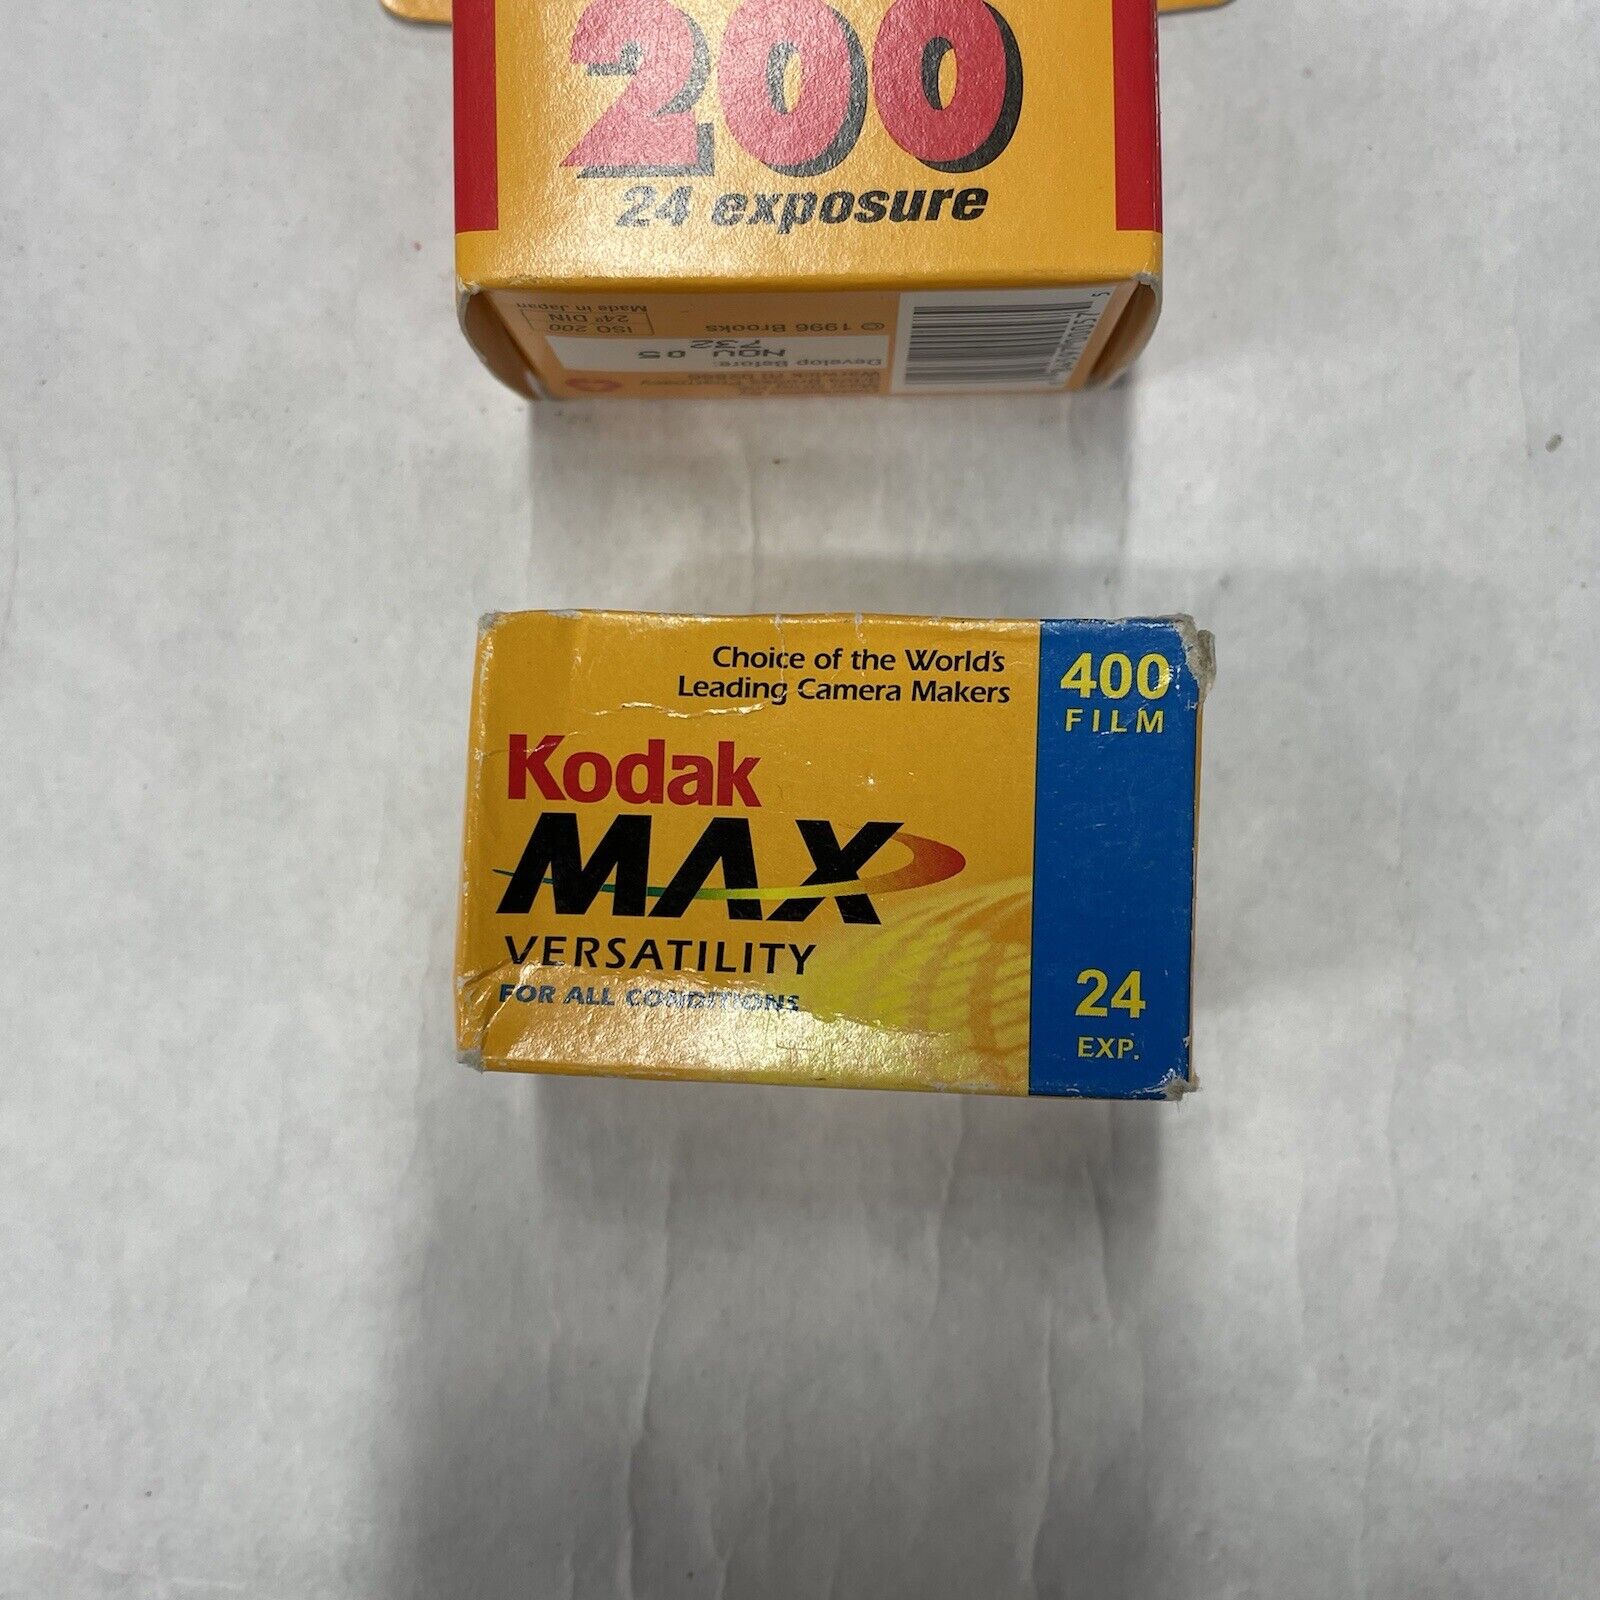 200
24 exposure
ISO 200
24° DIN
Made in Japan
© 1996 Brooks
Develop Before:
NOV 05
732
Choice of the World's
Leading Camera Makers
400
FILM
Kodak
MAX
VERSATILITY
FOR ALL CONDITIONS
24
EXP.